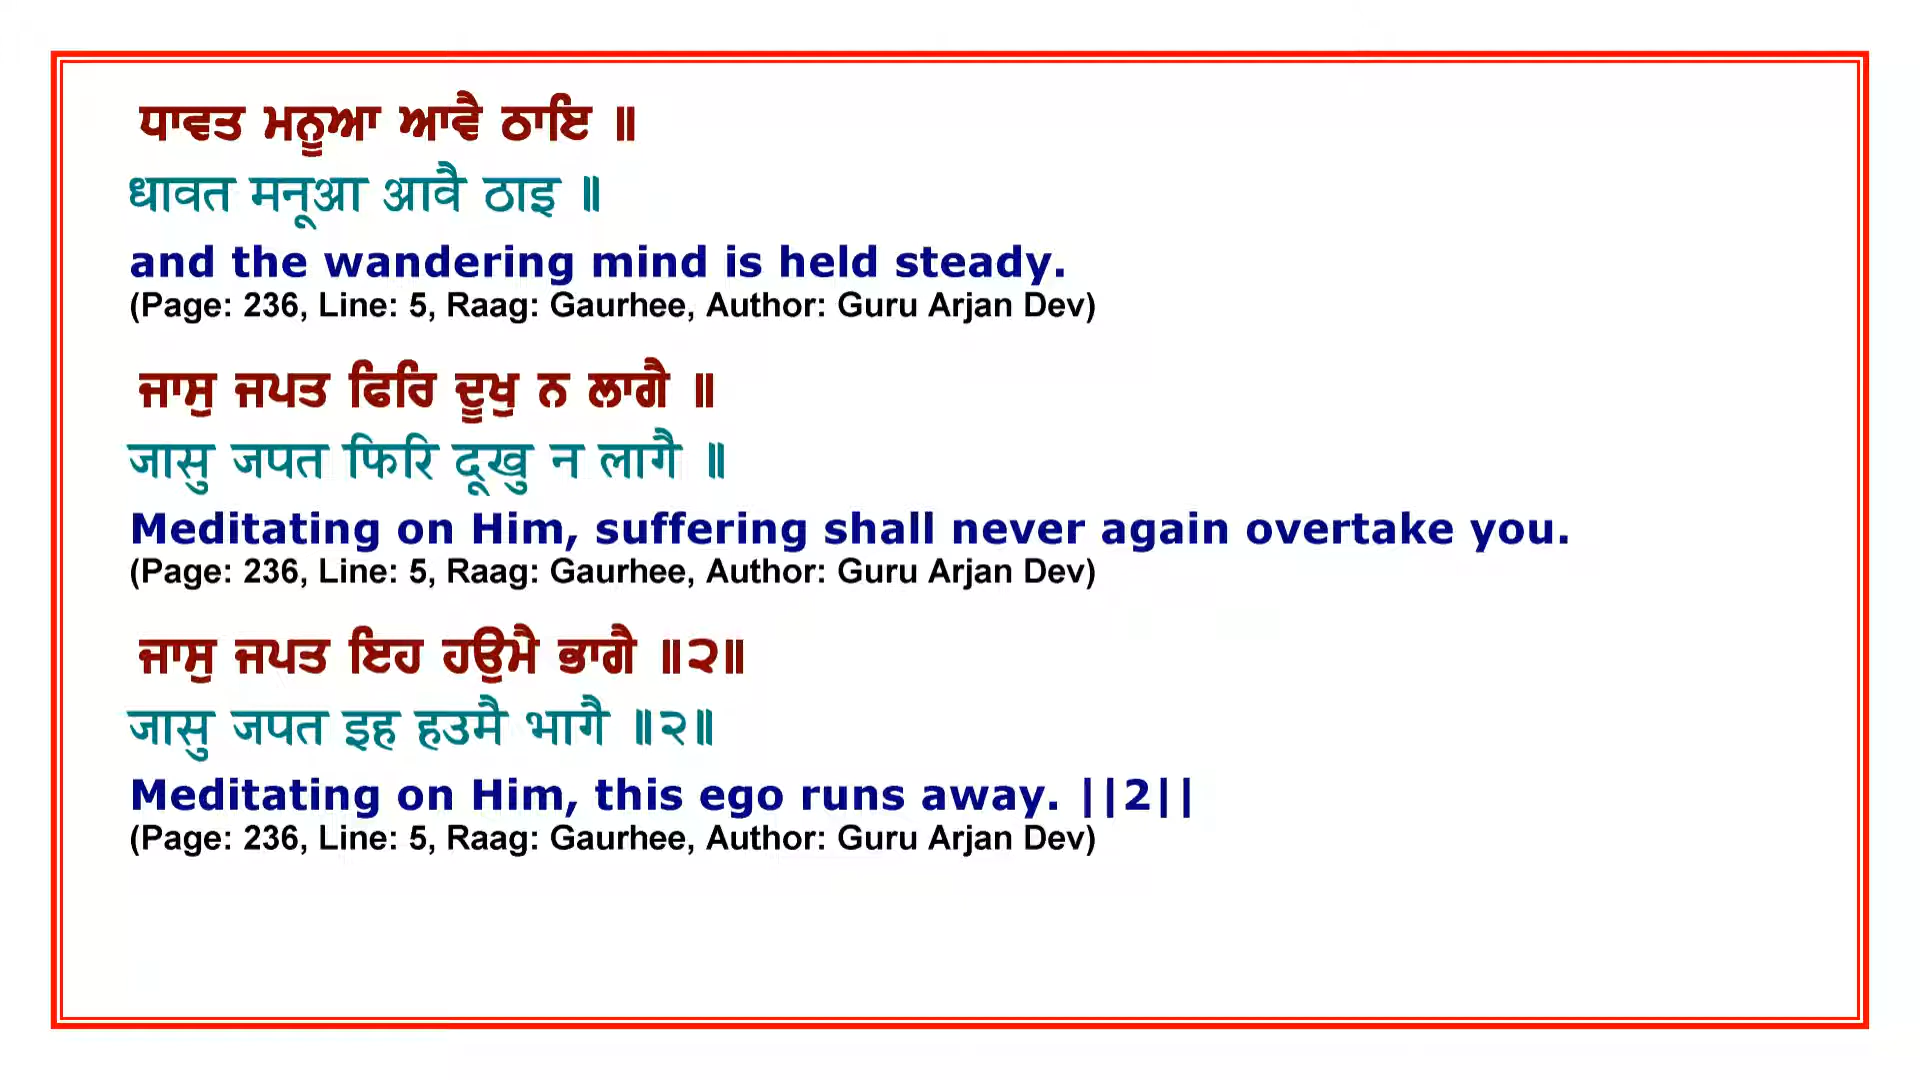 ਧਾਵਤ ਮਨੂਆ ਆਵੈ ਠਾਇ ॥
धावत मनूआ आवै ठाइ ॥
and the wandering mind is held steady.
(Page: 236, Line: 5, Raag: Gaurhee, Author: Guru Arjan Dev)
ਜਾਸੁ ਜਪਤ ਫਿਰਿ ਦੂਖੁ ਨ ਲਾਗੈ ॥
जासु जपत फिरि दूखु न लागै ॥
Meditating on Him, suffering shall never again overtake you.
(Page: 236, Line: 5, Raag: Gaurhee, Author: Guru Arjan Dev)
ਜਾਸੁ ਜਪਤ ਇਹ ਹਉਮੈ ਭਾਗੈ ॥੨॥
जासु जपत इह हउमै भागै ॥२॥
Meditating on Him, this ego runs away. ||2||
(Page: 236, Line: 5, Raag: Gaurhee, Author: Guru Arjan Dev)